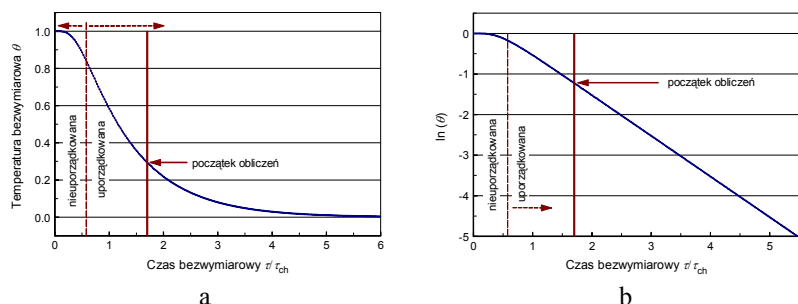 1.0
0.8
0.6
0.4
0.2
0.0
Temperatura bezwymiarowa θ
nieuporządkowana
uporządkowana
początek obliczeń
0 1 2 3 4 5 6
Czas bezwymiarowy τ/τch
a
0
-1
-2
-3
-4
-5
ln (θ)
nieuporządkowana
uporządkowana
początek obliczeń
0 1 2 3 4 5
Czas bezwymiarowy τ/τch
b